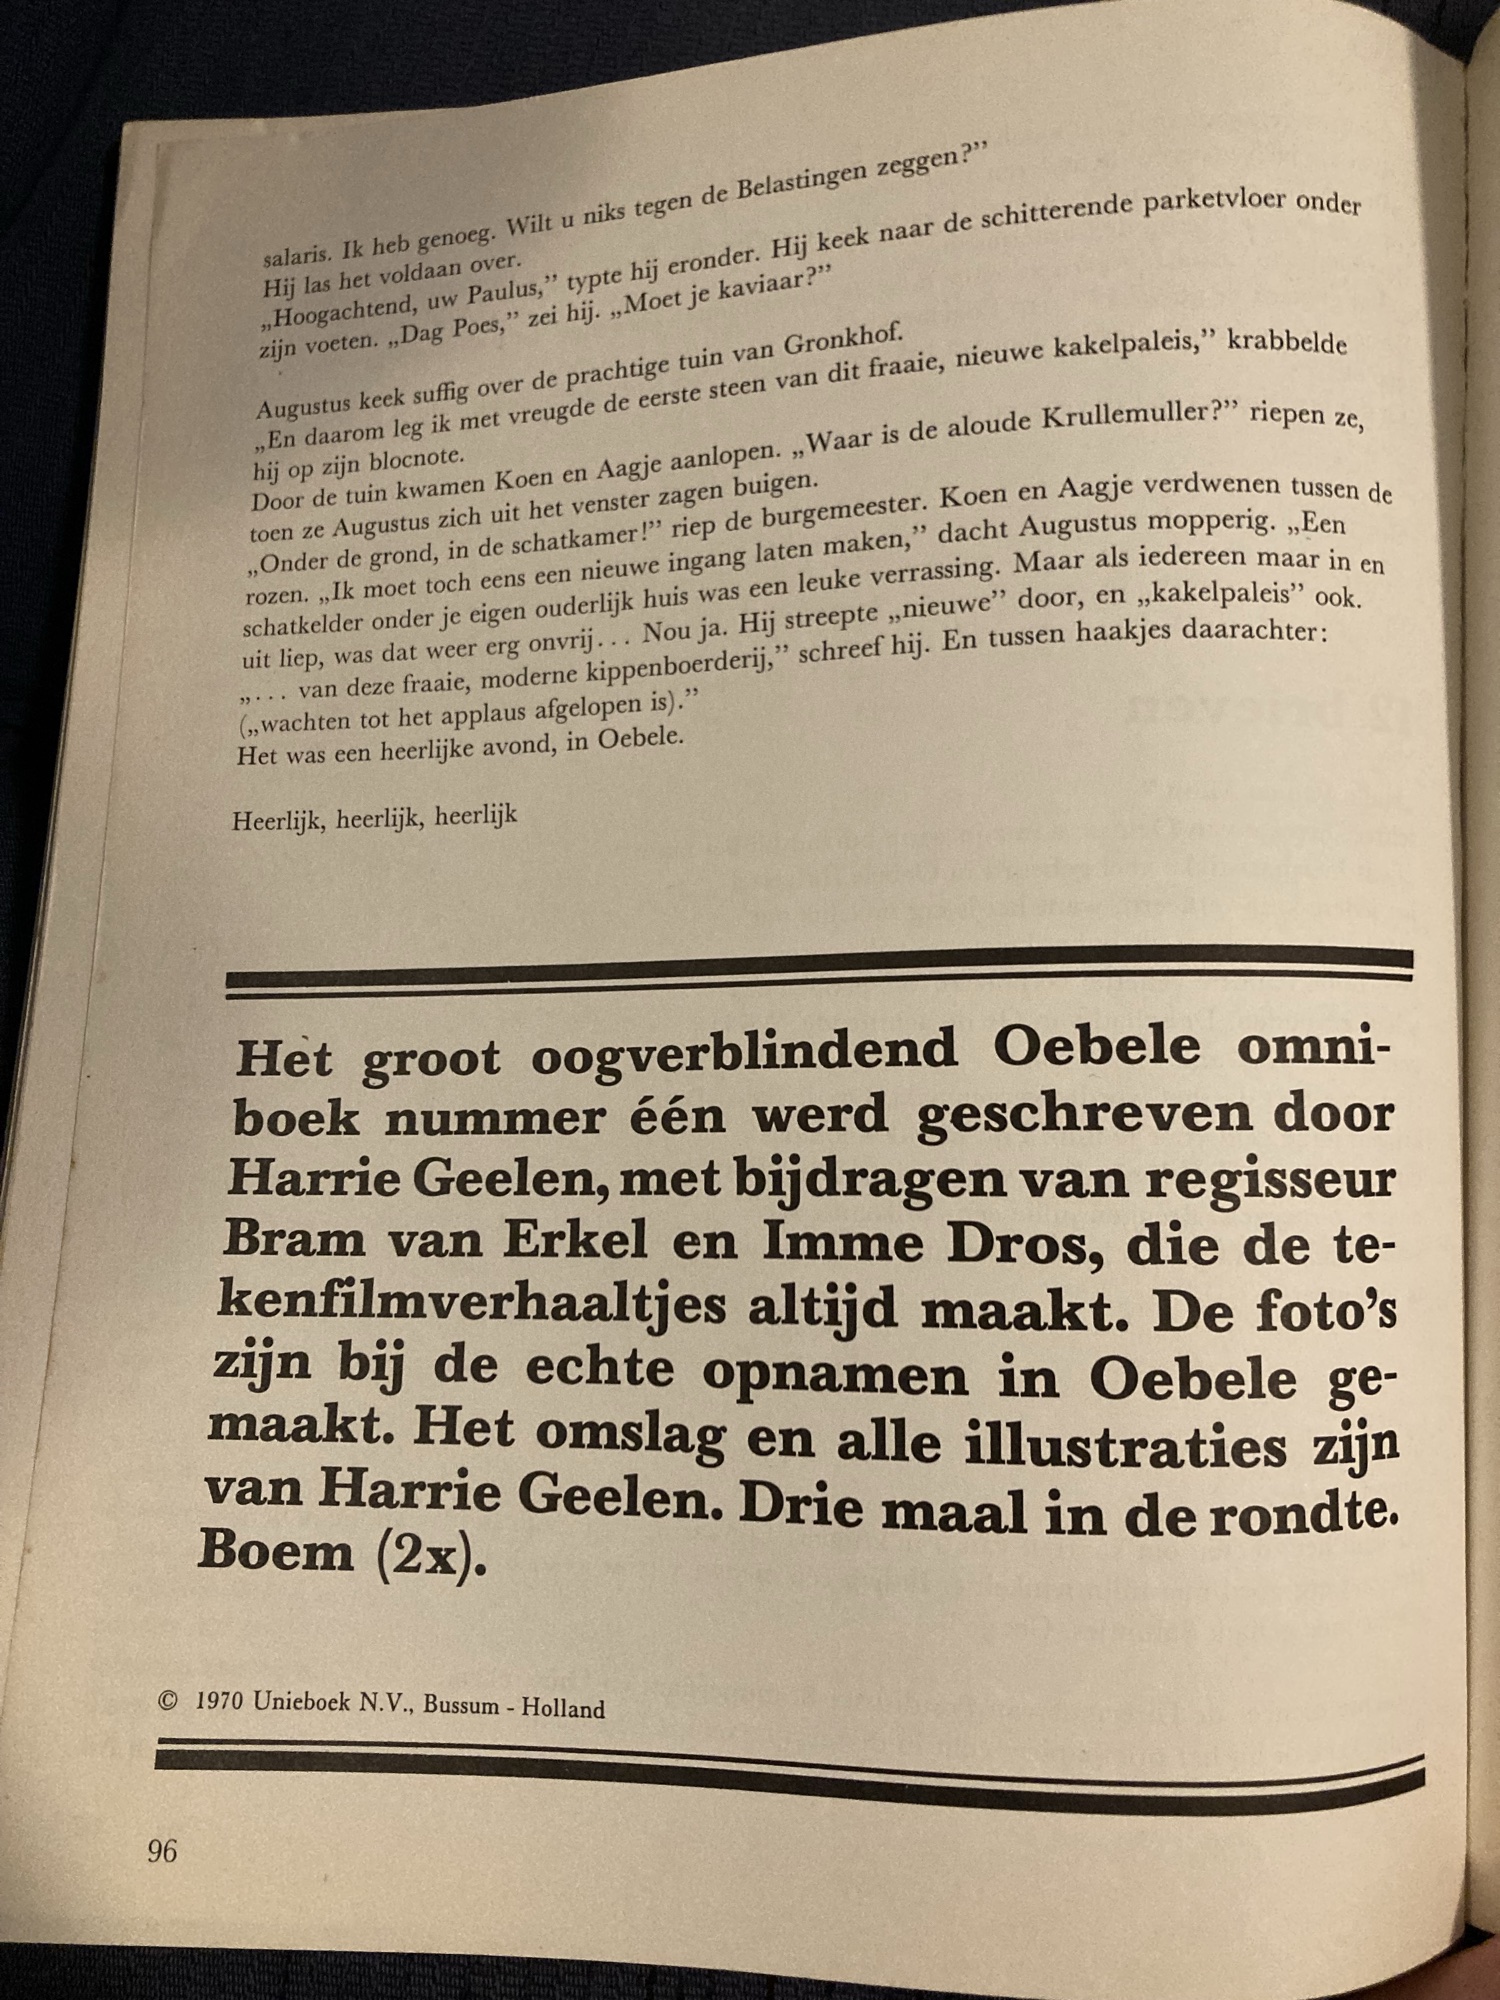 salaris. Ik heb genoeg. Wilt u niks tegen de Belastingen zeggen?”
Hij las het voldaan over.
„Hoogachtend, uw Paulus,” typte hij eronder. Hij keek naar de schitterende parketvloer onder
zijn voeten. „Dag Poes,” zei hij. „Moet je kaviaar?”
Augustus keek suffig over de prachtige tuin van Gronkhof.
„En daarom leg ik met vreugde de eerste steen van dit fraaie, nieuwe kakelpaleis,” krabbelde
hij op zijn blocnote.
Door de tuin kwamen Koen en Aagje aanlopen. „Waar is de aloude Krullemuller?” riepen ze,
toen ze Augustus zich uit het venster zagen buigen.
„Onder de grond, in de schatkamer!” riep de burgemeester. Koen en Aagje verdwenen tussen de
rozen. „Ik moet toch eens een nieuwe ingang laten maken,” dacht Augustus mopperig. „Een
schatkelder onder je eigen ouderlijk huis was een leuke verrassing. Maar als iedereen maar in en
uit liep, was dat weer erg onvrij... Nou ja. Hij streepte „nieuwe” door, en „kakelpaleis” ook.
„... van deze fraaie, moderne kippenboerderij,” schreef hij. En tussen haakjes daarachter:
(„wachten tot het applaus afgelopen is).”
Het was een heerlijke avond, in Oebele.
Heerlijk, heerlijk, heerlijk
Het groot oogverblindend Oebele omni-
boek nummer één werd geschreven door
Harrie Geelen, met bijdragen van regisseur
Bram van Erkel en Imme Dros, die de te-
kenfilmverhaaltjes altijd maakt. De foto's
zijn bij de echte opnamen in Oebele ge-
maakt. Het omslag en alle illustraties zijn
van Harrie Geelen. Drie maal in de rondte.
Boem (2x).
© 1970 Unieboek N.V., Bussum - Holland
96